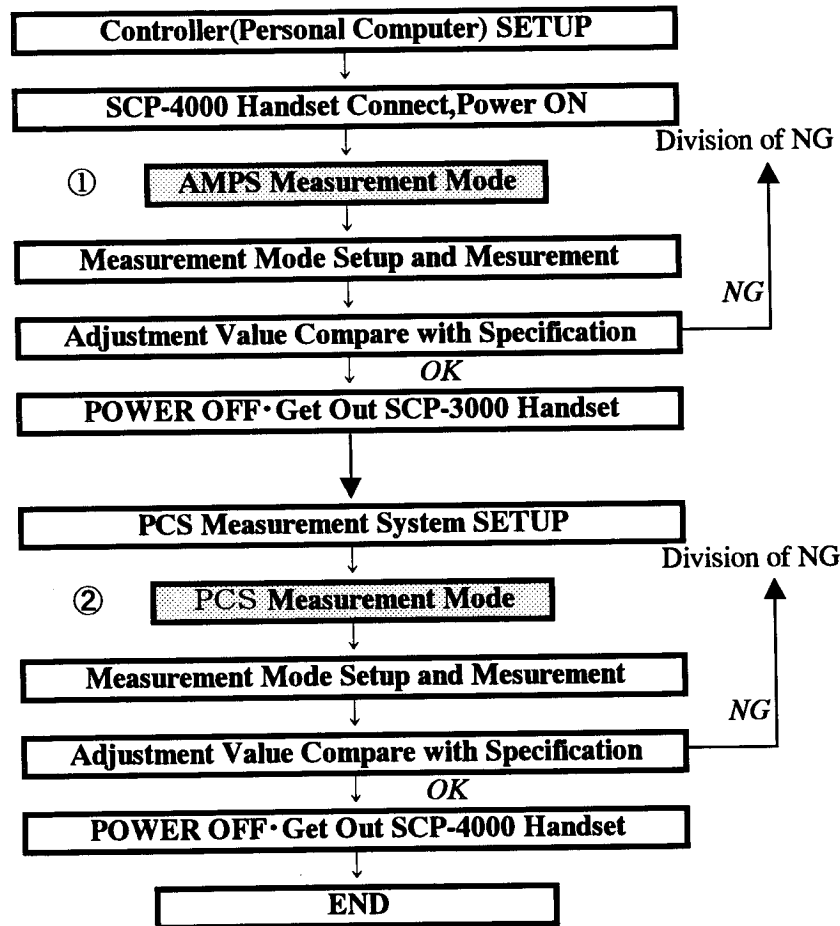 Controller(Personal Computer) SETUP
SCP-4000 Handset Connect,Power ON
Division of NG
① AMPS Measurement Mode
Measurement Mode Setup and Mesurement
NG
Adjustment Value Compare with Specification
OK
POWER OFF·Get Out SCP-3000 Handset
PCS Measurement System SETUP
Division of NG
② PCS Measurement Mode
Measurement Mode Setup and Mesurement
NG
Adjustment Value Compare with Specification
OK
POWER OFF·Get Out SCP-4000 Handset
END